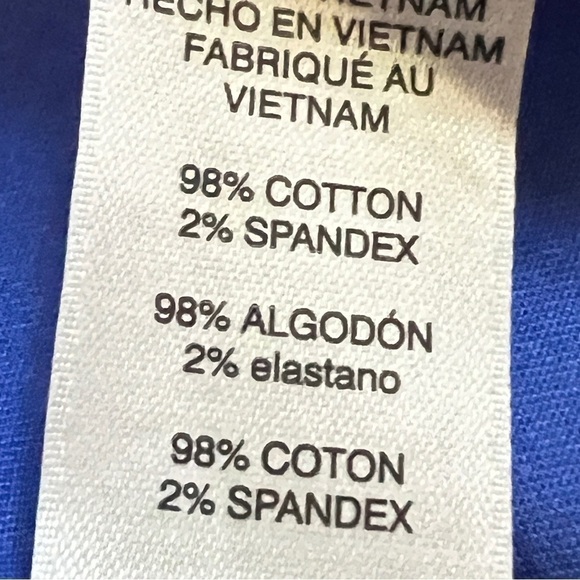 HECHO EN VIETNAM
FABRIQUÉ AU
VIETNAM
98% COTTON
2% SPANDEX
98% ALGODÓN
2% elastano
98% COTON
2% SPANDEX